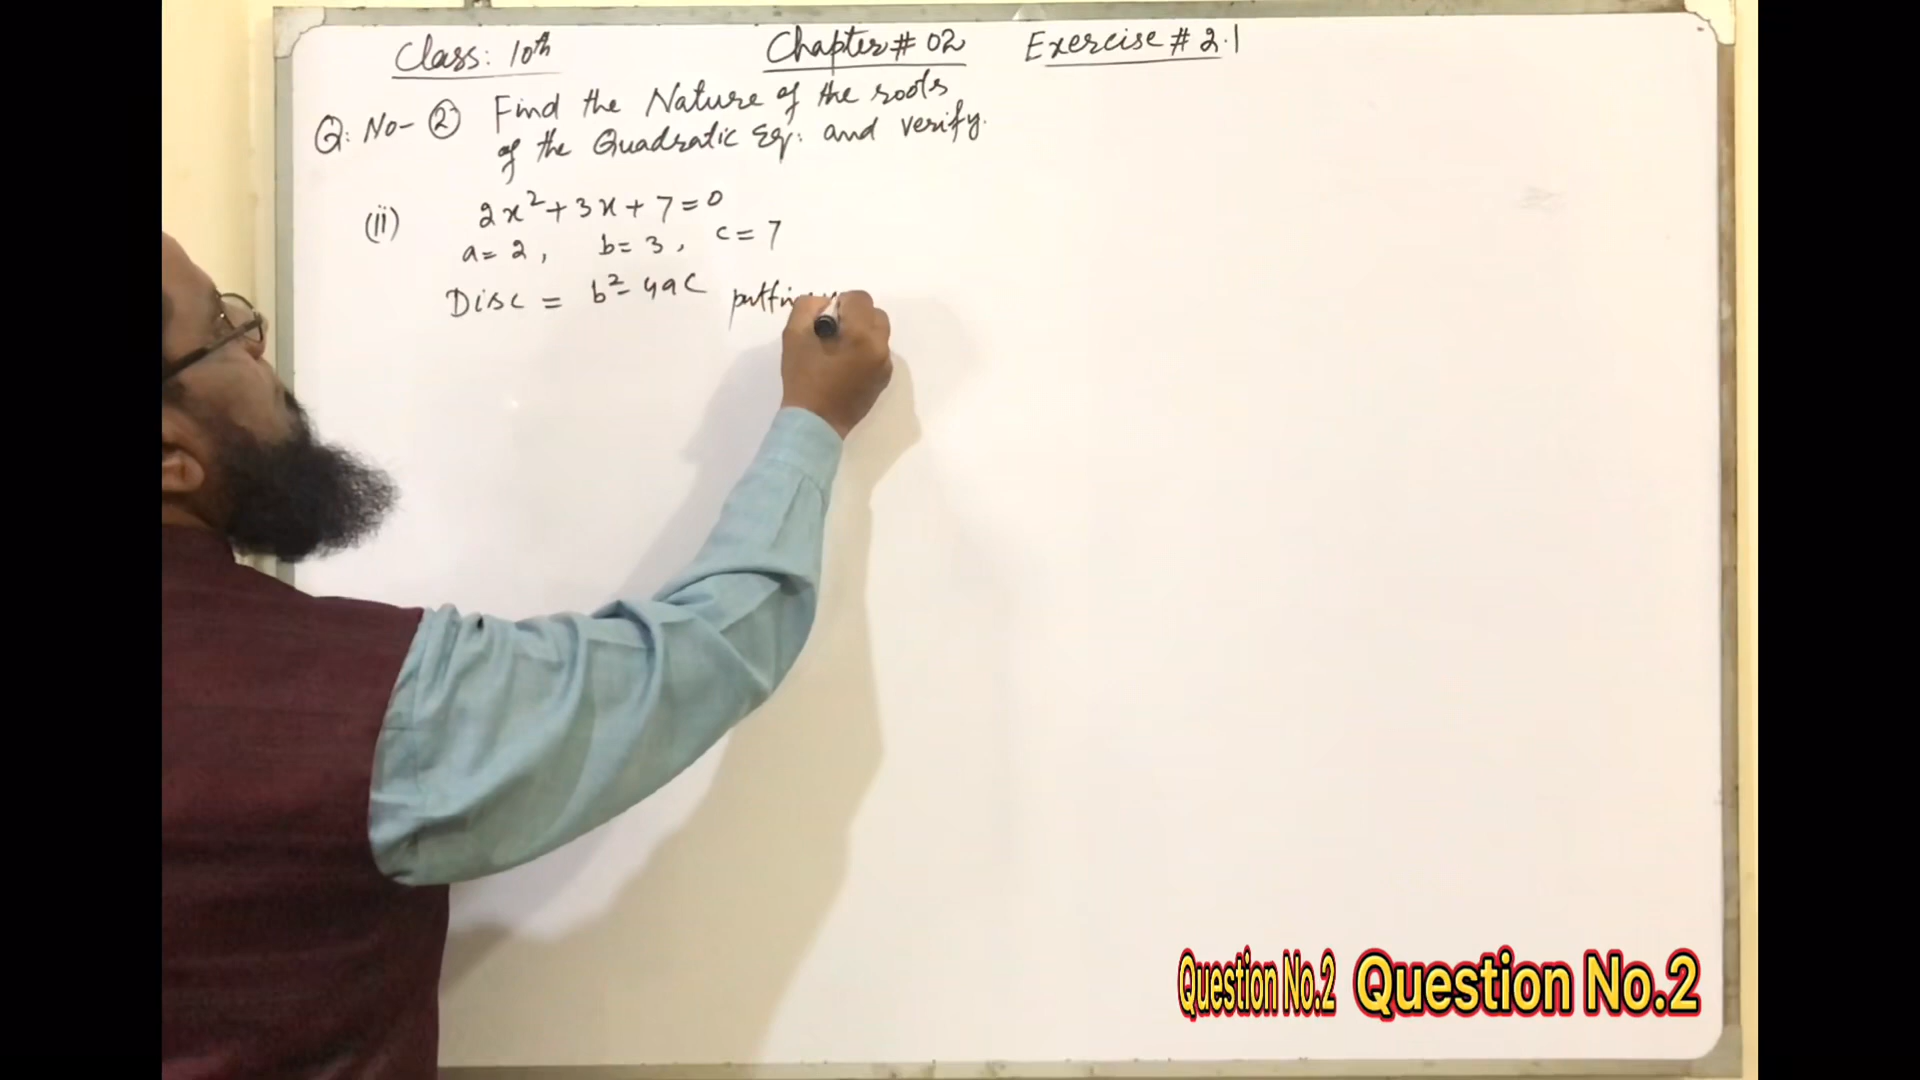 Class: 10th Chapter # 02 Exercise # 2.1
Q: No- ② Find the Nature of the roots
of the Quadratic Eq: and verify.
(ii) 2x²+3x+7=0
a=2, b=3, c=7
Disc = b²-4ac
Question No.2 Question No.2